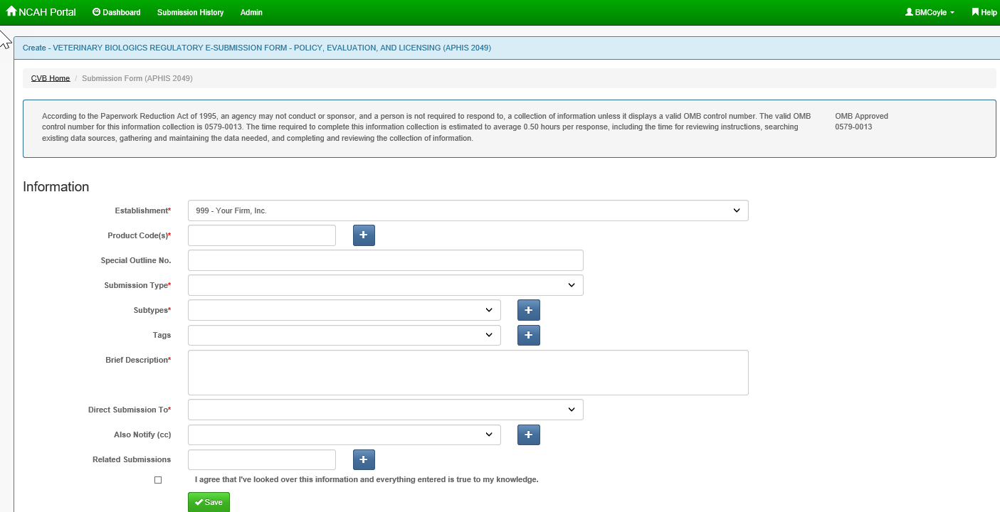 NCAH Portal Dashboard Submission History Admin BMCoyle Help
Create - VETERINARY BIOLOGICS REGULATORY E-SUBMISSION FORM - POLICY, EVALUATION, AND LICENSING (APHIS 2049)
CVB Home / Submission Form (APHIS 2049)
According to the Paperwork Reduction Act of 1995, an agency may not conduct or sponsor, and a person is not required to respond to, a collection of information unless it displays a valid OMB control number. The valid OMB
control number for this information collection is 0579-0013. The time required to complete this information collection is estimated to average 0.50 hours per response, including the time for reviewing instructions, searching
existing data sources, gathering and maintaining the data needed, and completing and reviewing the collection of information.
OMB Approved
0579-0013
Information
Establishment* 999 - Your Firm, Inc.
Product Code(s)* +
Special Outline No.
Submission Type*
Subtypes* +
Tags +
Brief Description*
Direct Submission To*
Also Notify (cc) +
Related Submissions +
I agree that I've looked over this information and everything entered is true to my knowledge.
Save